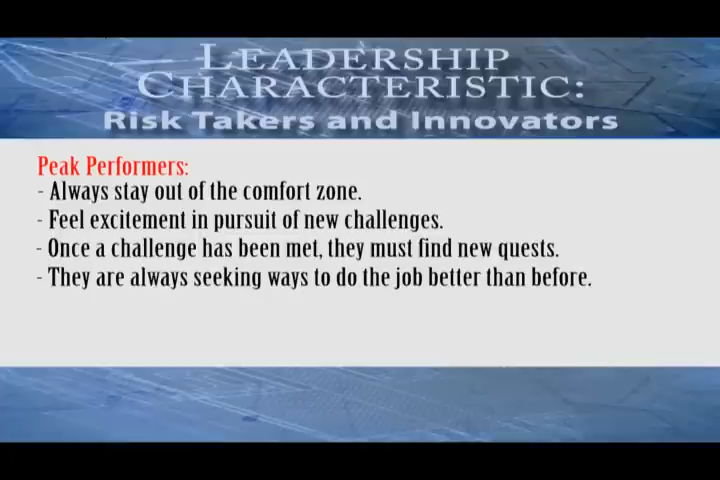 LEADERSHIP
CHARACTERISTIC:
Risk Takers and Innovators
Peak Performers:
- Always stay out of the comfort zone.
- Feel excitement in pursuit of new challenges.
- Once a challenge has been met, they must find new quests.
- They are always seeking ways to do the job better than before.